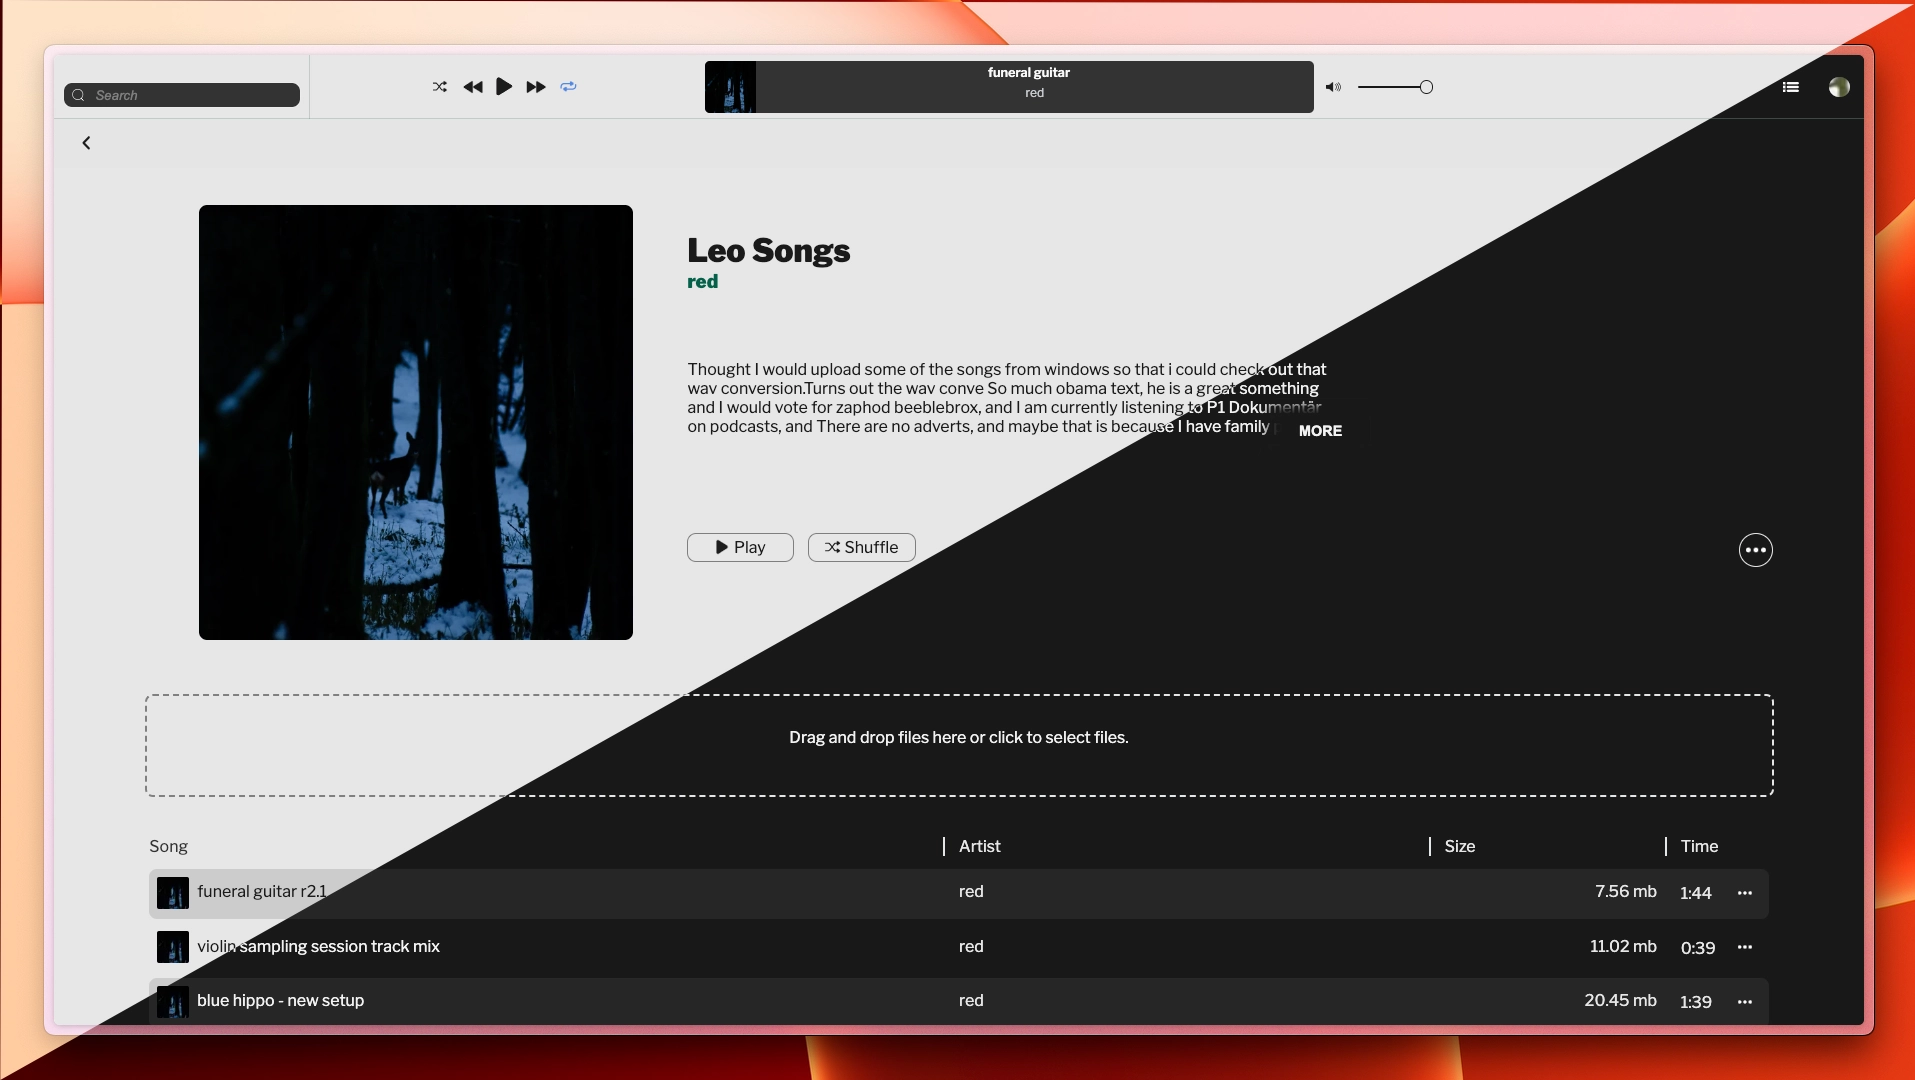 Search
funeral guitar
red
Leo Songs
red
Thought I would upload some of the songs from windows so that i could check out that
wav conversion.Turns out the wav conve So much obama text, he is a great something
and I would vote for zaphod beeblebrox, and I am currently listening to P1 Dokumentär
on podcasts, and There are no adverts, and maybe that is because I have family
MORE
Play Shuffle
Drag and drop files here or click to select files.
Song Artist Size Time
funeral guitar r2.1 red 7.56 mb 1:44
violin sampling session track mix red 11.02 mb 0:39
blue hippo - new setup red 20.45 mb 1:39